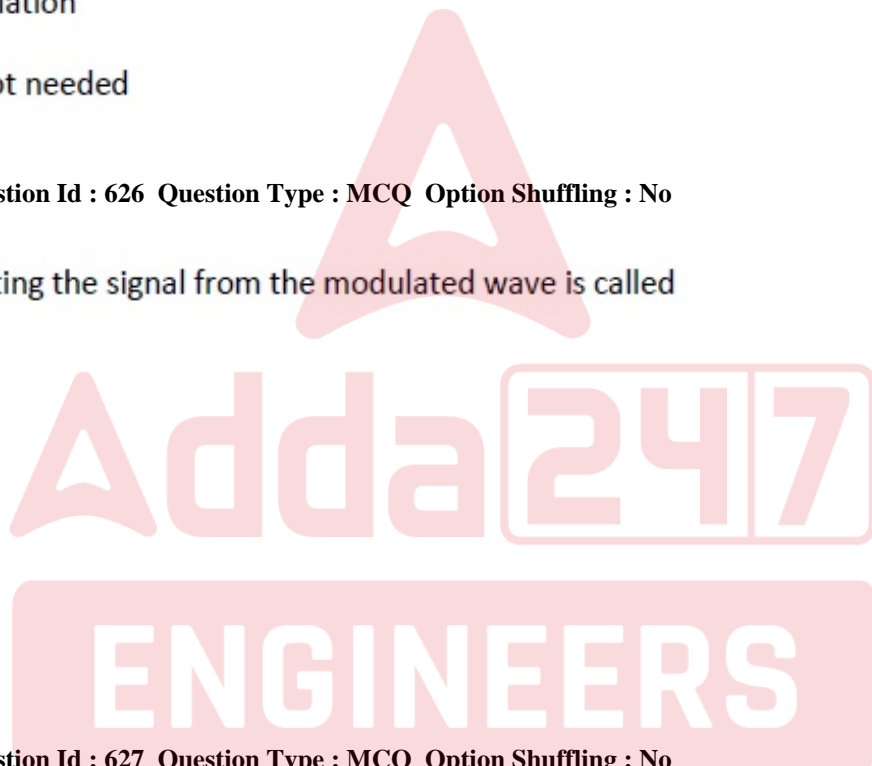 ot needed
stion Id : 626 Question Type : MCQ Option Shuffling : No
ting the signal from the modulated wave is called
Adda247
ENGINEERS
stion Id : 627 Question Type : MCQ Option Shuffling : No